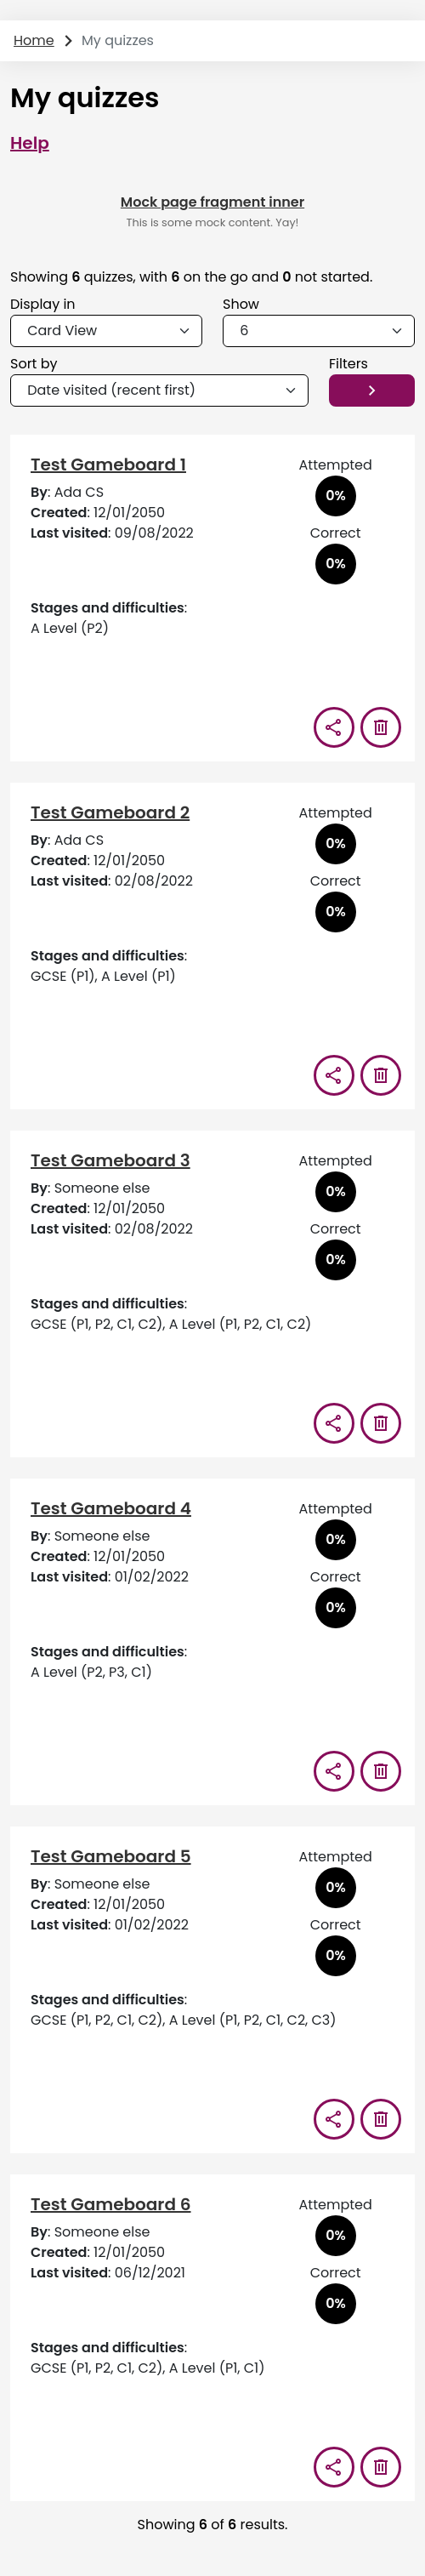 Home > My quizzes
My quizzes
Help
Mock page fragment inner
This is some mock content. Yay!
Showing 6 quizzes, with 6 on the go and 0 not started.
Display in
Show
Card View
6
Sort by
Filters
Date visited (recent first)
Test Gameboard 1
By: Ada CS
Created: 12/01/2050
Last visited: 09/08/2022
Attempted
0%
Correct
0%
Stages and difficulties:
A Level (P2)
Test Gameboard 2
By: Ada CS
Created: 12/01/2050
Last visited: 02/08/2022
Attempted
0%
Correct
0%
Stages and difficulties:
GCSE (P1), A Level (P1)
Test Gameboard 3
By: Someone else
Created: 12/01/2050
Last visited: 02/08/2022
Attempted
0%
Correct
0%
Stages and difficulties:
GCSE (P1, P2, C1, C2), A Level (P1, P2, C1, C2)
Test Gameboard 4
By: Someone else
Created: 12/01/2050
Last visited: 01/02/2022
Attempted
0%
Correct
0%
Stages and difficulties:
A Level (P2, P3, C1)
Test Gameboard 5
By: Someone else
Created: 12/01/2050
Last visited: 01/02/2022
Attempted
0%
Correct
0%
Stages and difficulties:
GCSE (P1, P2, C1, C2), A Level (P1, P2, C1, C2, C3)
Test Gameboard 6
By: Someone else
Created: 12/01/2050
Last visited: 06/12/2021
Attempted
0%
Correct
0%
Stages and difficulties:
GCSE (P1, P2, C1, C2), A Level (P1, C1)
Showing 6 of 6 results.